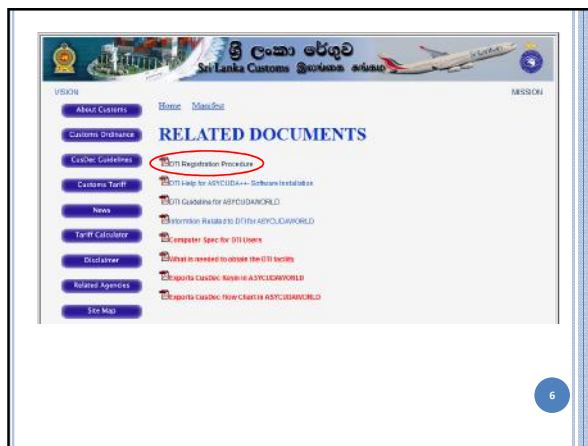 ශ්‍රී ලංකා රේගුව
Sri Lanka Customs இலங்கை சுங்கம்
VISION
MISSION
About Customs
Home Manifest
Customs Ordinance
RELATED DOCUMENTS
CusDec Guidelines
DTI Registration Procedure
Customs Tariff
DTI Help for ASYCUDA++- Software Installation
News
DTI Guideline for ASYCUDAWORLD
Information Related to DTI for ASYCUDAWORLD
Tariff Calculator
Computer Spec for DTI Users
Disclaimer
What is needed to obtain the DTI facility
Related Agencies
Exports CusDec Keyin in ASYCUDAWORLD
Exports CusDec Flow Chart in ASYCUDAWORLD
Site Map
6